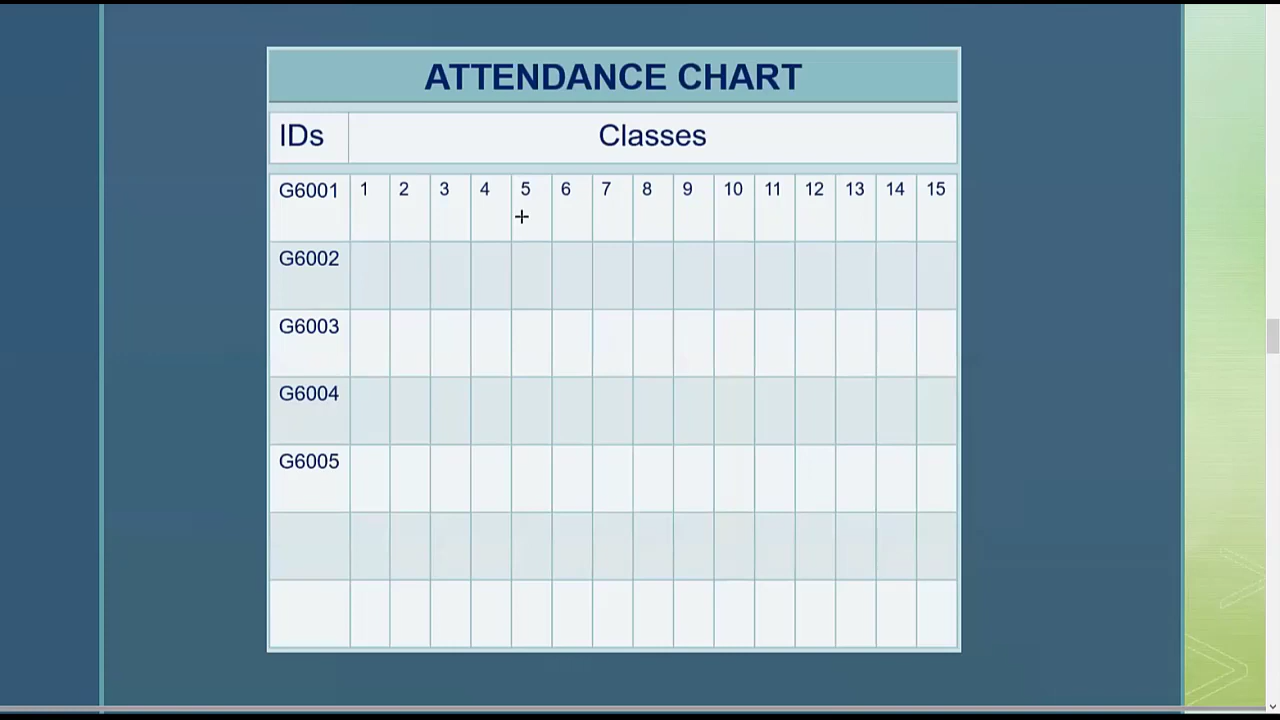 ATTENDANCE CHART
IDs Classes
G6001 1 2 3 4 5 6 7 8 9 10 11 12 13 14 15
G6002
G6003
G6004
G6005